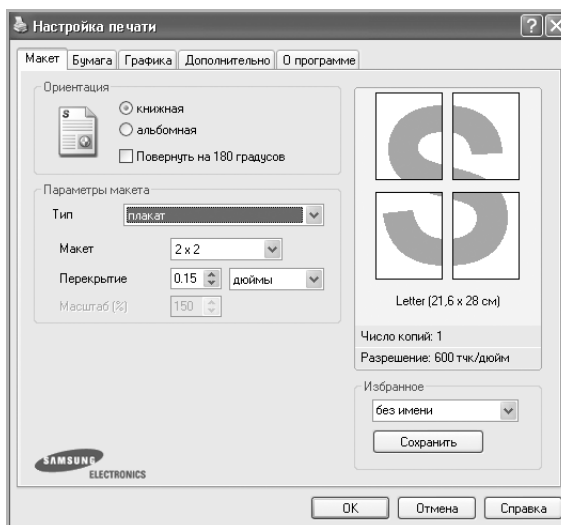 Настройка печати
Макет Бумага Графика Дополнительно О программе
Ориентация
S
книжная
альбомная
Повернуть на 180 градусов
Параметры макета
Тип плакат
Макет 2 x 2
Перекрытие 0.15 дюймы
Масштаб [%] 150
S
Letter (21,6 x 28 см)
Число копий: 1
Разрешение: 600 тчк/дюйм
Избранное
без имени
Сохранить
SAMSUNG
ELECTRONICS
OK Отмена Справка